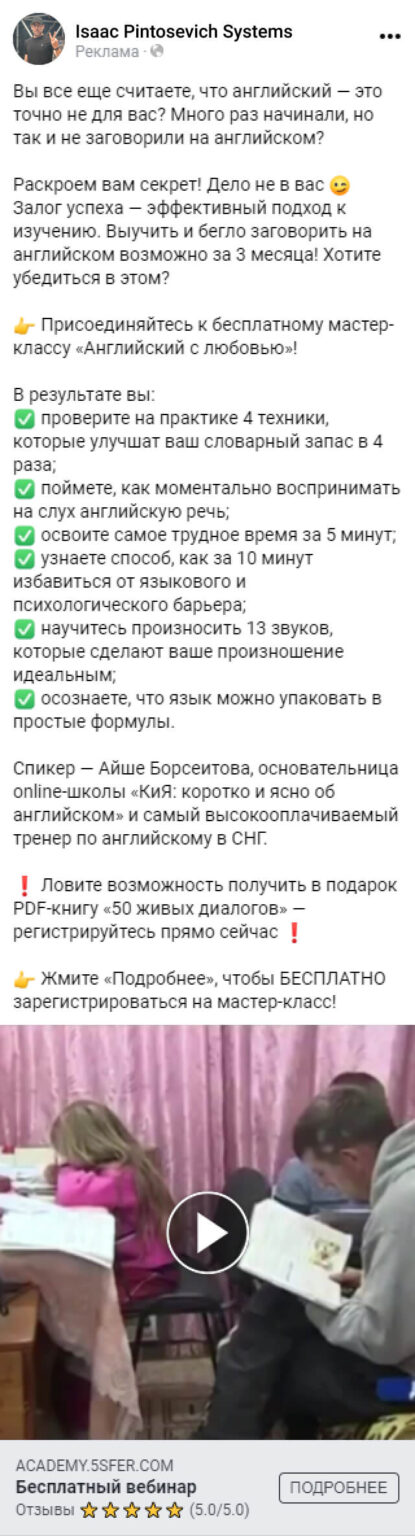 Isaac Pintosevich Systems
Реклама ·
Вы все еще считаете, что английский — это
точно не для вас? Много раз начинали, но
так и не заговорили на английском?
Раскроем вам секрет! Дело не в вас 😉
Залог успеха — эффективный подход к
изучению. Выучить и бегло заговорить на
английском возможно за 3 месяца! Хотите
убедиться в этом?
👉 Присоединяйтесь к бесплатному мастер-
классу «Английский с любовью»!
В результате вы:
✅ проверите на практике 4 техники,
которые улучшат ваш словарный запас в 4
раза;
✅ поймете, как моментально воспринимать
на слух английскую речь;
✅ освоите самое трудное время за 5 минут;
✅ узнаете способ, как за 10 минут
избавиться от языкового и
психологического барьера;
✅ научитесь произносить 13 звуков,
которые сделают ваше произношение
идеальным;
✅ осознаете, что язык можно упаковать в
простые формулы.
Спикер — Айше Борсеитова, основательница
online-школы «КиЯ: коротко и ясно об
английском» и самый высокооплачиваемый
тренер по английскому в СНГ.
❗ Ловите возможность получить в подарок
PDF-книгу «50 живых диалогов» —
регистрируйтесь прямо сейчас ❗
👉 Жмите «Подробнее», чтобы БЕСПЛАТНО
зарегистрироваться на мастер-класс!
ACADEMY.5SFER.COM
Бесплатный вебинар
Отзывы ⭐⭐⭐⭐⭐ (5.0/5.0)
ПОДРОБНЕЕ